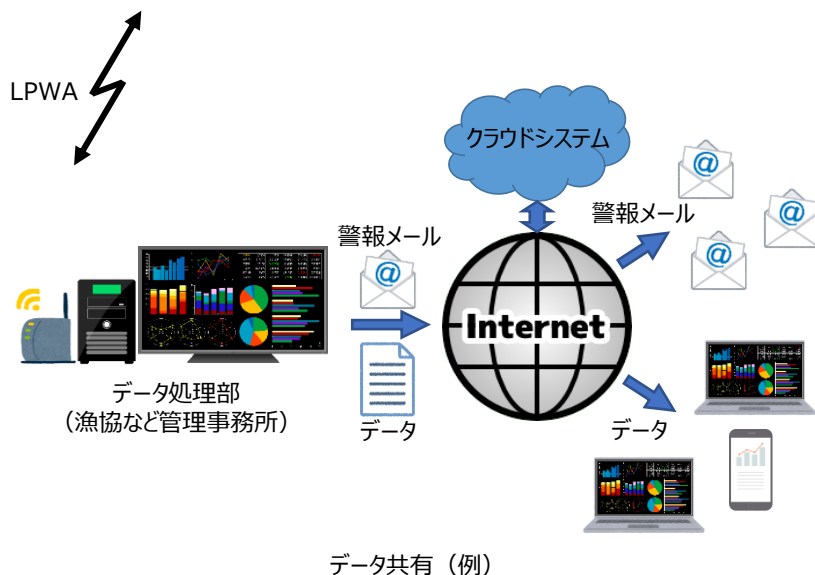 LPWA
クラウドシステム
警報メール
警報メール
Internet
データ処理部
（漁協など管理事務所）
データ
データ
データ共有（例）